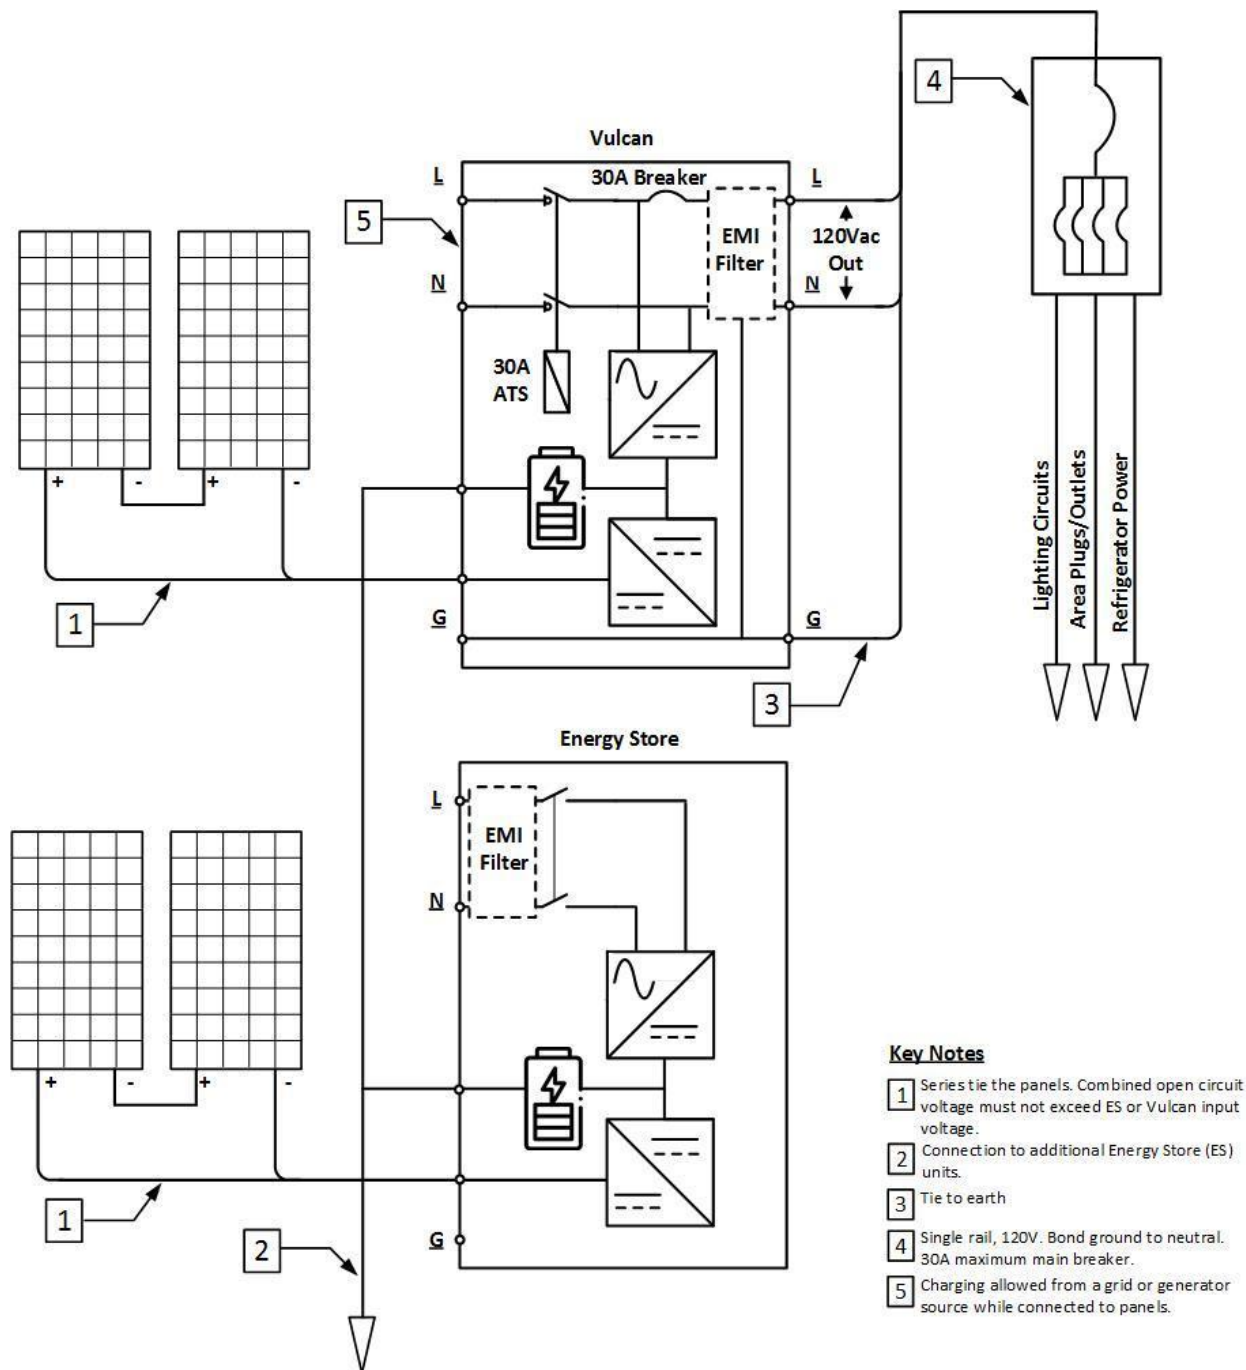 Vulcan
L
30A Breaker
L
4
5
EMI
Filter
120Vac
Out
N
N
30A
ATS
+
-
+
-
1
G
G
3
Lighting Circuits
Area Plugs/Outlets
Refrigerator Power
Energy Store
L
EMI
Filter
N
+
-
+
-
1
G
2
Key Notes
1 Series tie the panels. Combined open circuit
voltage must not exceed ES or Vulcan input
voltage.
2 Connection to additional Energy Store (ES)
units.
3 Tie to earth
4 Single rail, 120V. Bond ground to neutral.
30A maximum main breaker.
5 Charging allowed from a grid or generator
source while connected to panels.